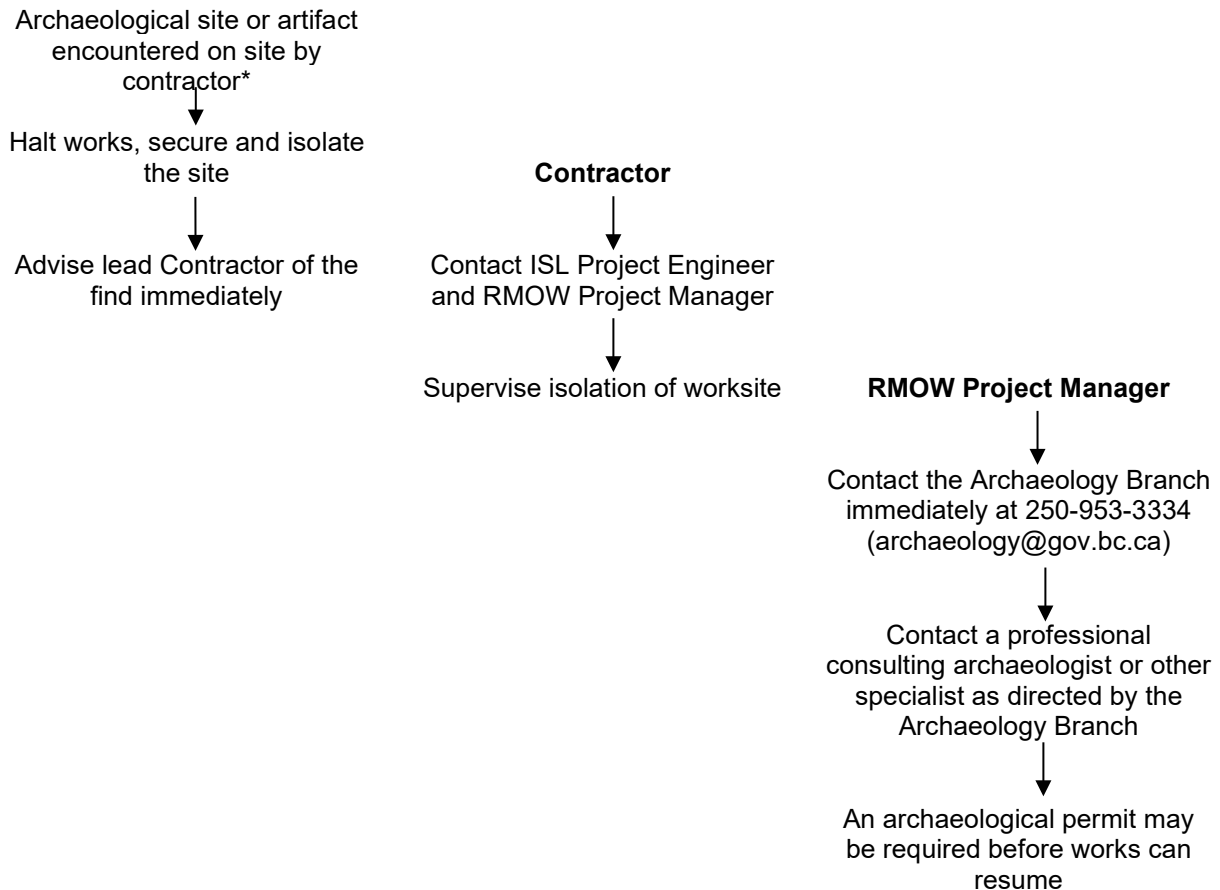 Archaeological site or artifact
encountered on site by
contractor*
Halt works, secure and isolate
the site
Advise lead Contractor of the
find immediately
Contractor
Contact ISL Project Engineer
and RMOW Project Manager
Supervise isolation of worksite
RMOW Project Manager
Contact the Archaeology Branch
immediately at 250-953-3334
(archaeology@gov.bc.ca)
Contact a professional
consulting archaeologist or other
specialist as directed by the
Archaeology Branch
An archaeological permit may
be required before works can
resume